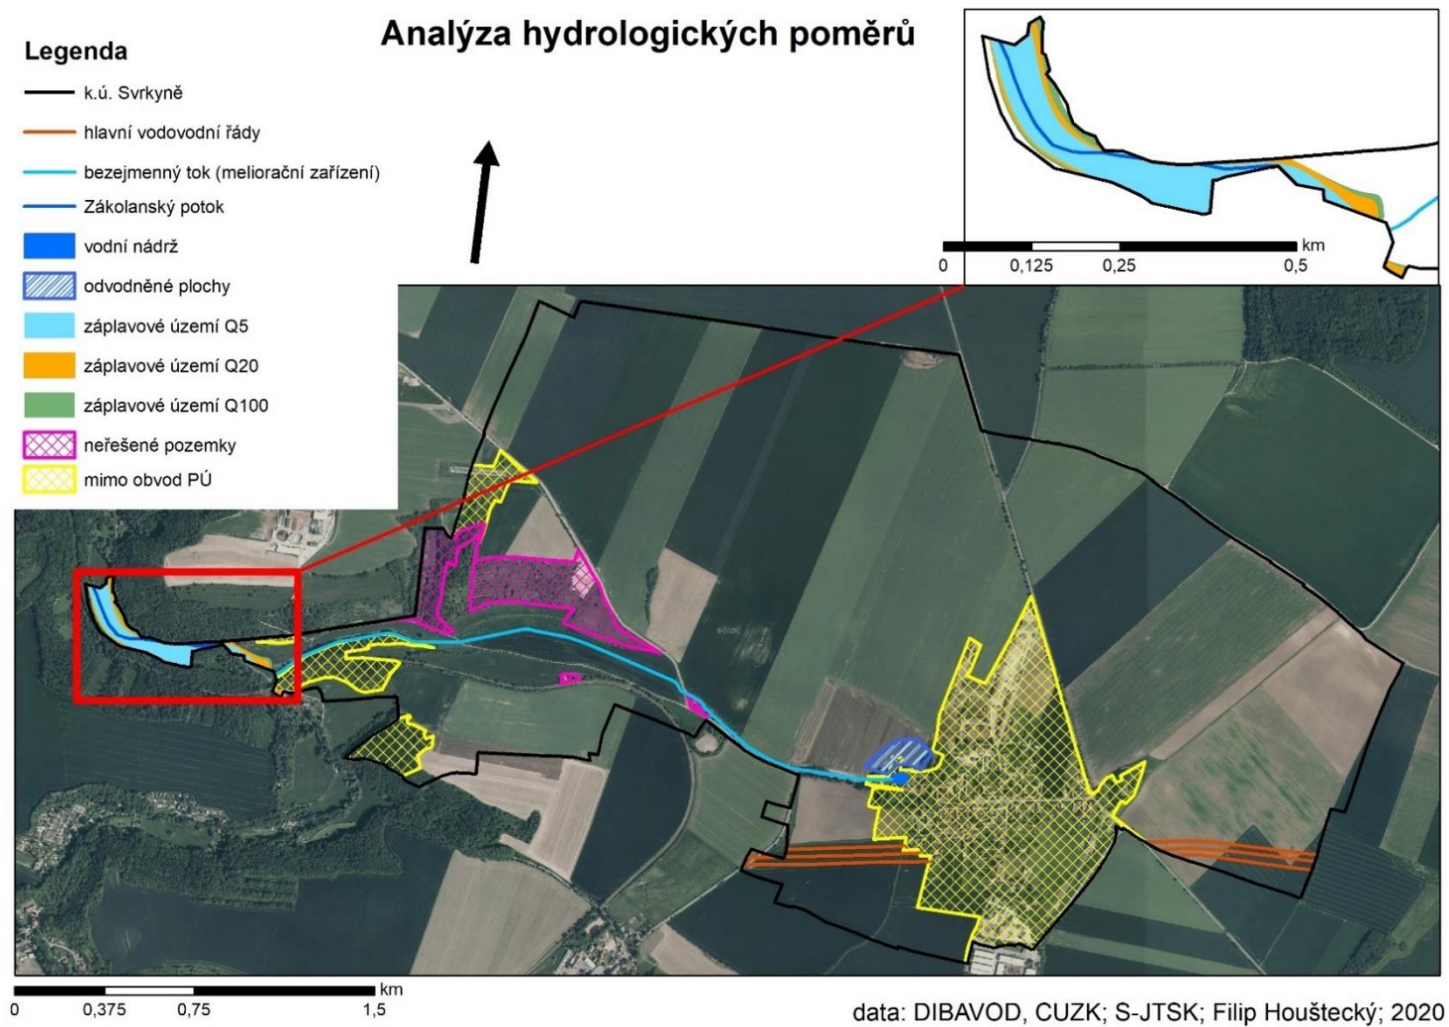 Analýza hydrologických poměrů
Legenda
k.ú. Svrkyně
hlavní vodovodní řády
bezejmenný tok (meliorační zařízení)
Zákolanský potok
vodní nádrž
odvodněné plochy
záplavové území Q5
záplavové území Q20
záplavové území Q100
neřešené pozemky
mimo obvod PÚ
km
0 0,125 0,25 0,5
km
0 0,375 0,75 1,5
data: DIBAVOD, CUZK; S-JTSK; Filip Houštecký; 2020